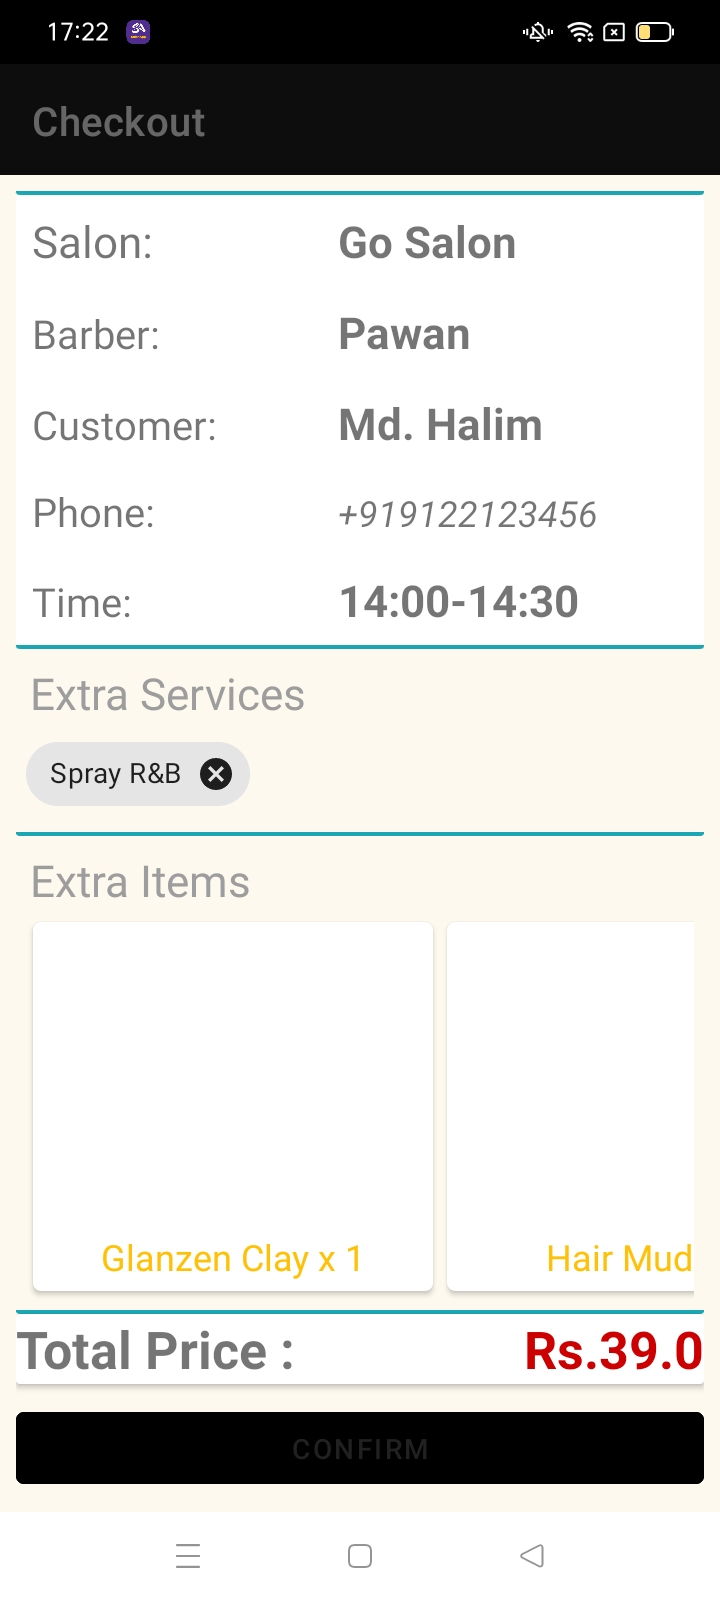 17:22
Checkout
Salon: Go Salon
Barber: Pawan
Customer: Md. Halim
Phone: +919122123456
Time: 14:00-14:30
Extra Services
Spray R&B
Extra Items
Glanzen Clay x 1 Hair Mud
Total Price : Rs.39.0
CONFIRM